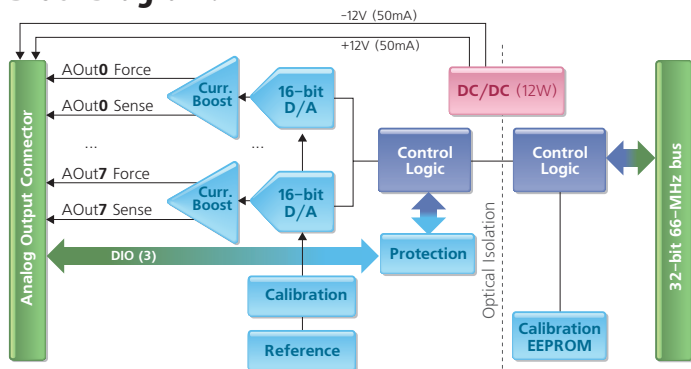 -12V (50mA)
+12V (50mA)
AOut0 Force
AOut0 Sense
...
AOut7 Force
AOut7 Sense
Curr. Boost
16-bit D/A
...
Curr. Boost
16-bit D/A
DC/DC (12W)
Control Logic
Control Logic
DIO (3)
Protection
Calibration
Reference
Calibration EEPROM
Optical Isolation
Analog Output Connector
32-bit 66-MHz bus